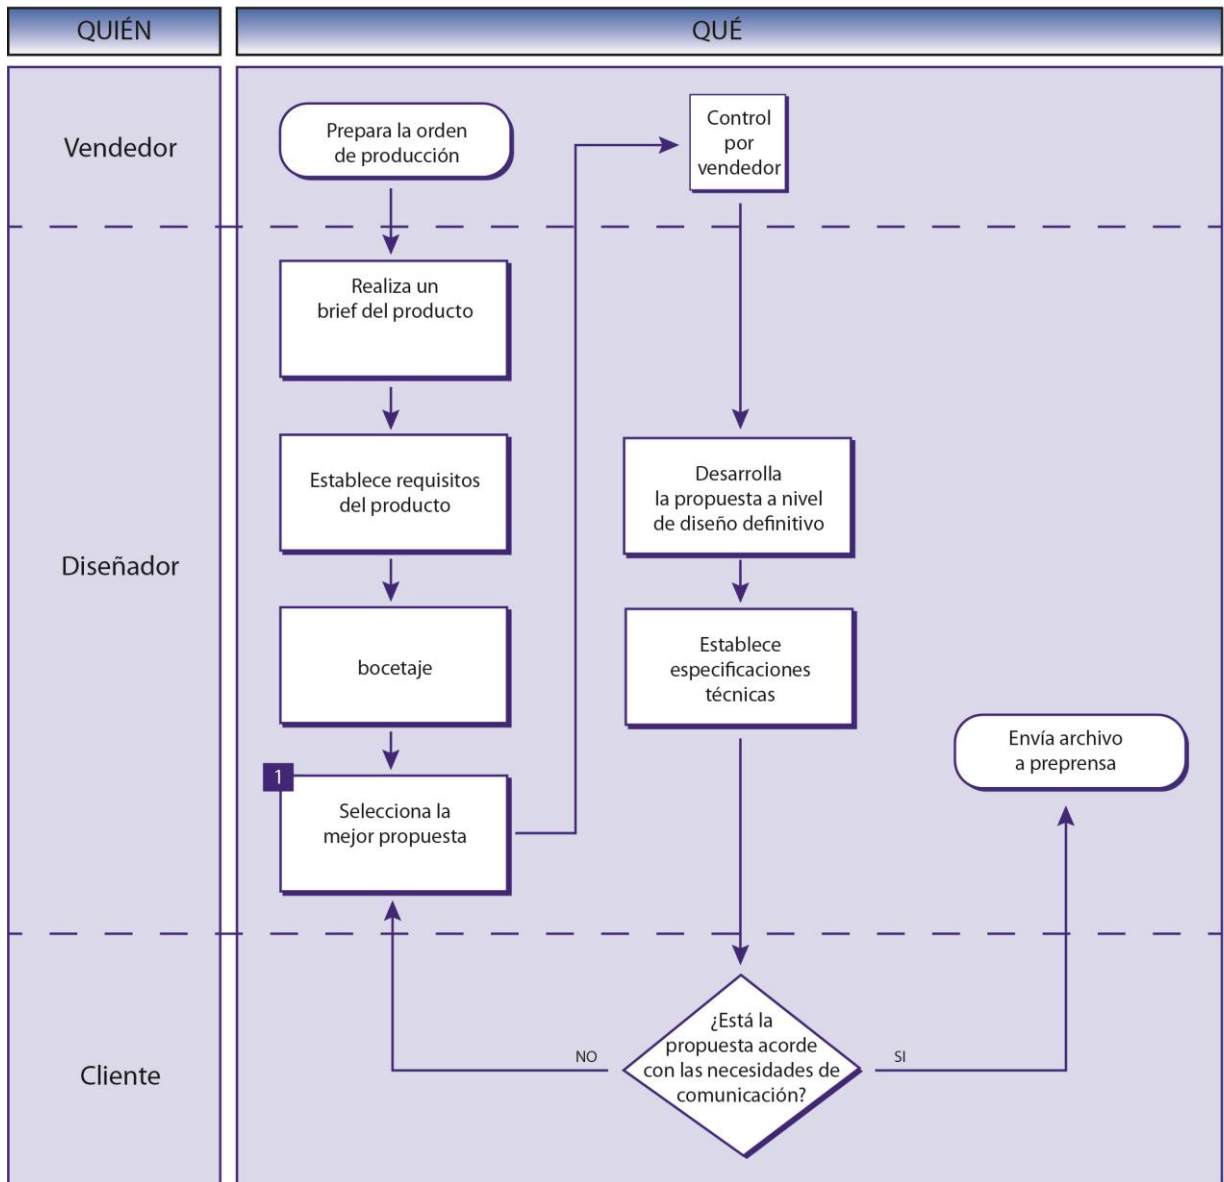 QUIÉN
QUÉ
Vendedor
Prepara la orden
de producción
Control
por
vendedor
Diseñador
Realiza un
brief del producto
Establece requisitos
del producto
bocetaje
1
Selecciona la
mejor propuesta
Desarrolla
la propuesta a nivel
de diseño definitivo
Establece
especificaciones
técnicas
Envía archivo
a preprensa
Cliente
¿Está la
propuesta acorde
con las necesidades de
comunicación?
NO
SI